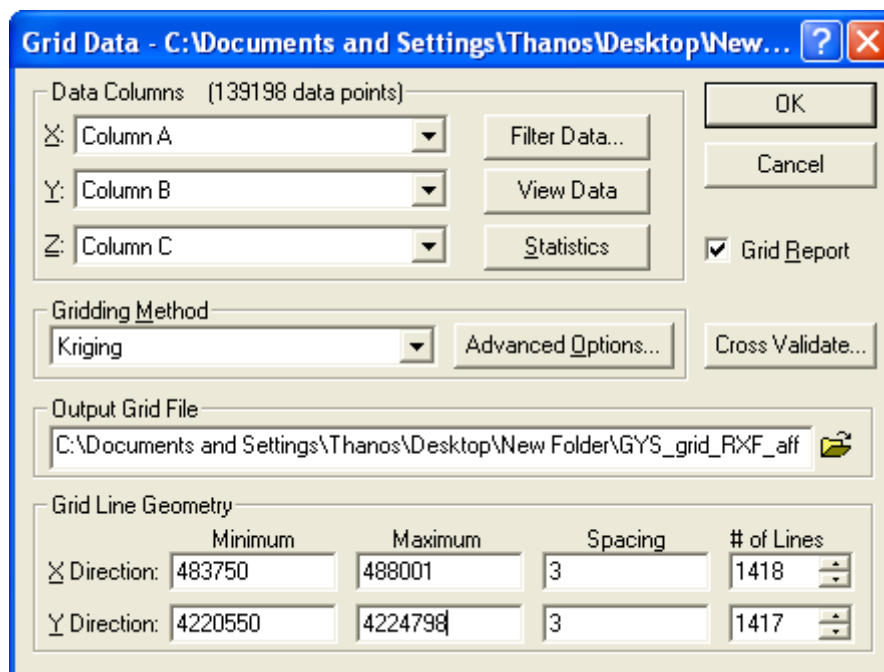 Grid Data - C:\Documents and Settings\Thanos\Desktop\New...
Data Columns (139198 data points)
X: Column A
Filter Data...
Y: Column B
View Data
Z: Column C
Statistics
OK
Cancel
Grid Report
Gridding Method
Kriging
Advanced Options...
Cross Validate...
Output Grid File
C:\Documents and Settings\Thanos\Desktop\New Folder\GYS_grid_RXF_aff
Grid Line Geometry
Minimum Maximum Spacing # of Lines
X Direction: 483750 488001 3 1418
Y Direction: 4220550 4224798 3 1417